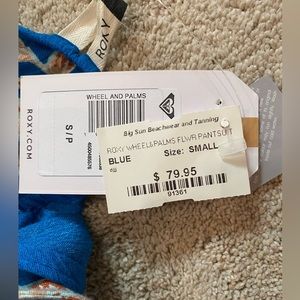 ROXY
WHEEL AND PALMS
S / P
ROXY.COM
Big Sun Beachwear and Tanning
ROXY WHEEL&PALMS FLWR PANTSUIT
BLUE
Size: SMALL
$ 79.95
91361